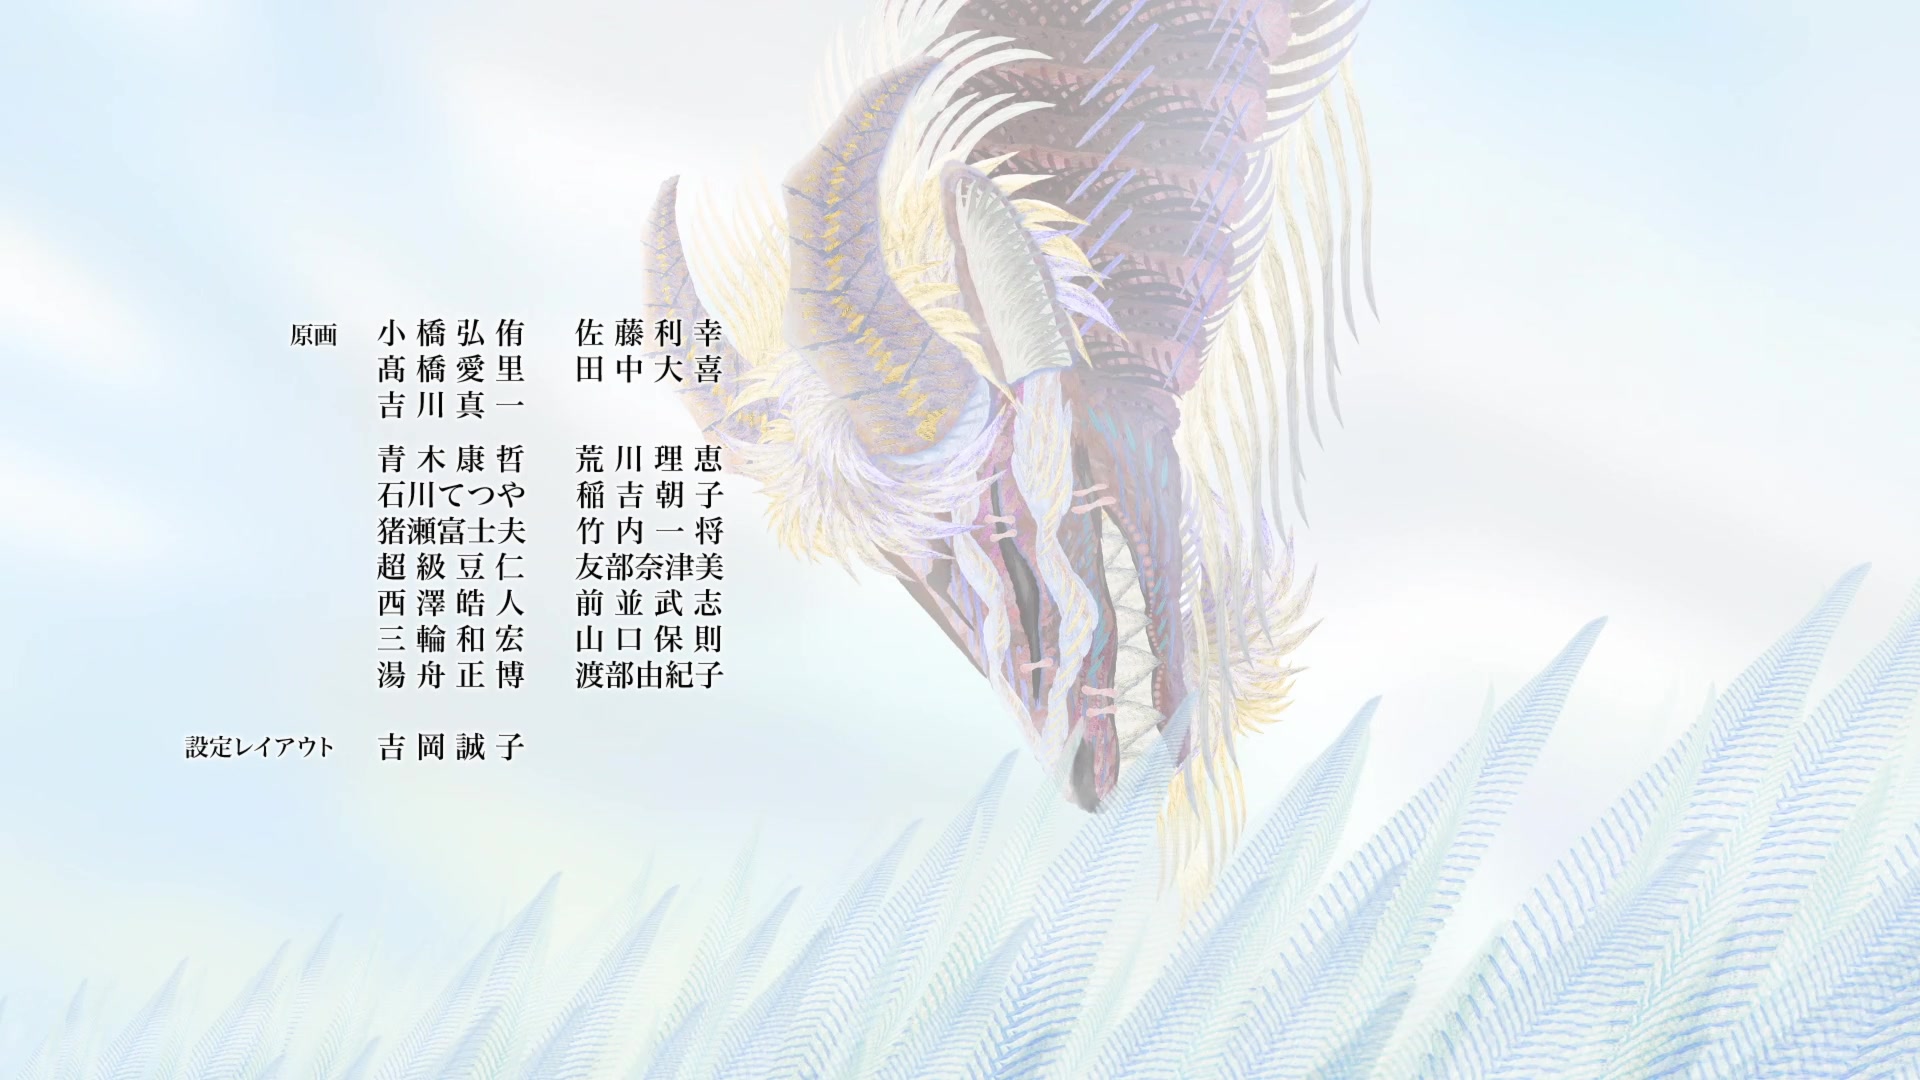 原画 小橋弘侑 佐藤利幸
髙橋愛里 田中大喜
吉川真一
青木康哲 荒川理恵
石川てつや 稲吉朝子
猪瀬富士夫 竹内一将
超級豆仁 友部奈津美
西澤皓人 前並武志
三輪和宏 山口保則
湯舟正博 渡部由紀子
設定レイアウト 吉岡誠子